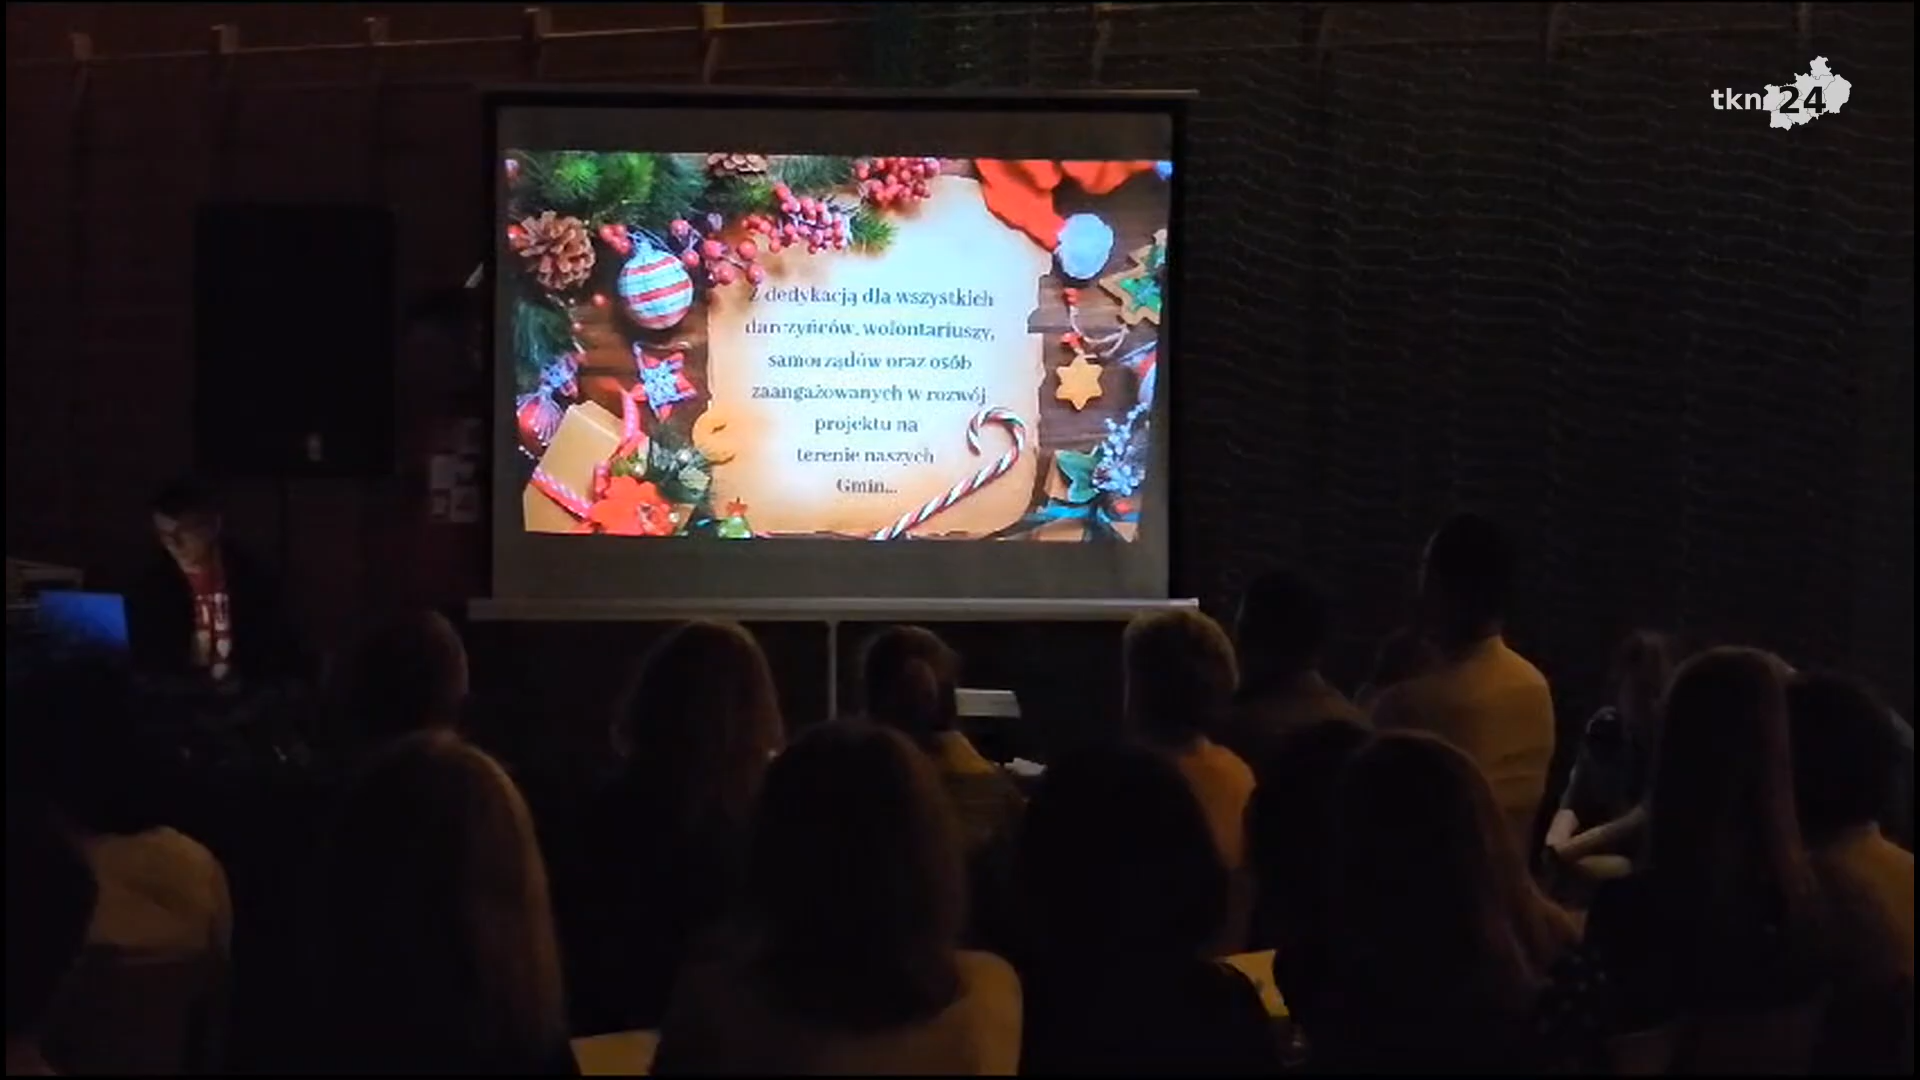 tkn24
Z dedykacją dla wszystkich
darczyńców, wolontariuszy,
samorządów oraz osób
zaangażowanych w rozwój
projektu na
terenie naszych
Gmin...